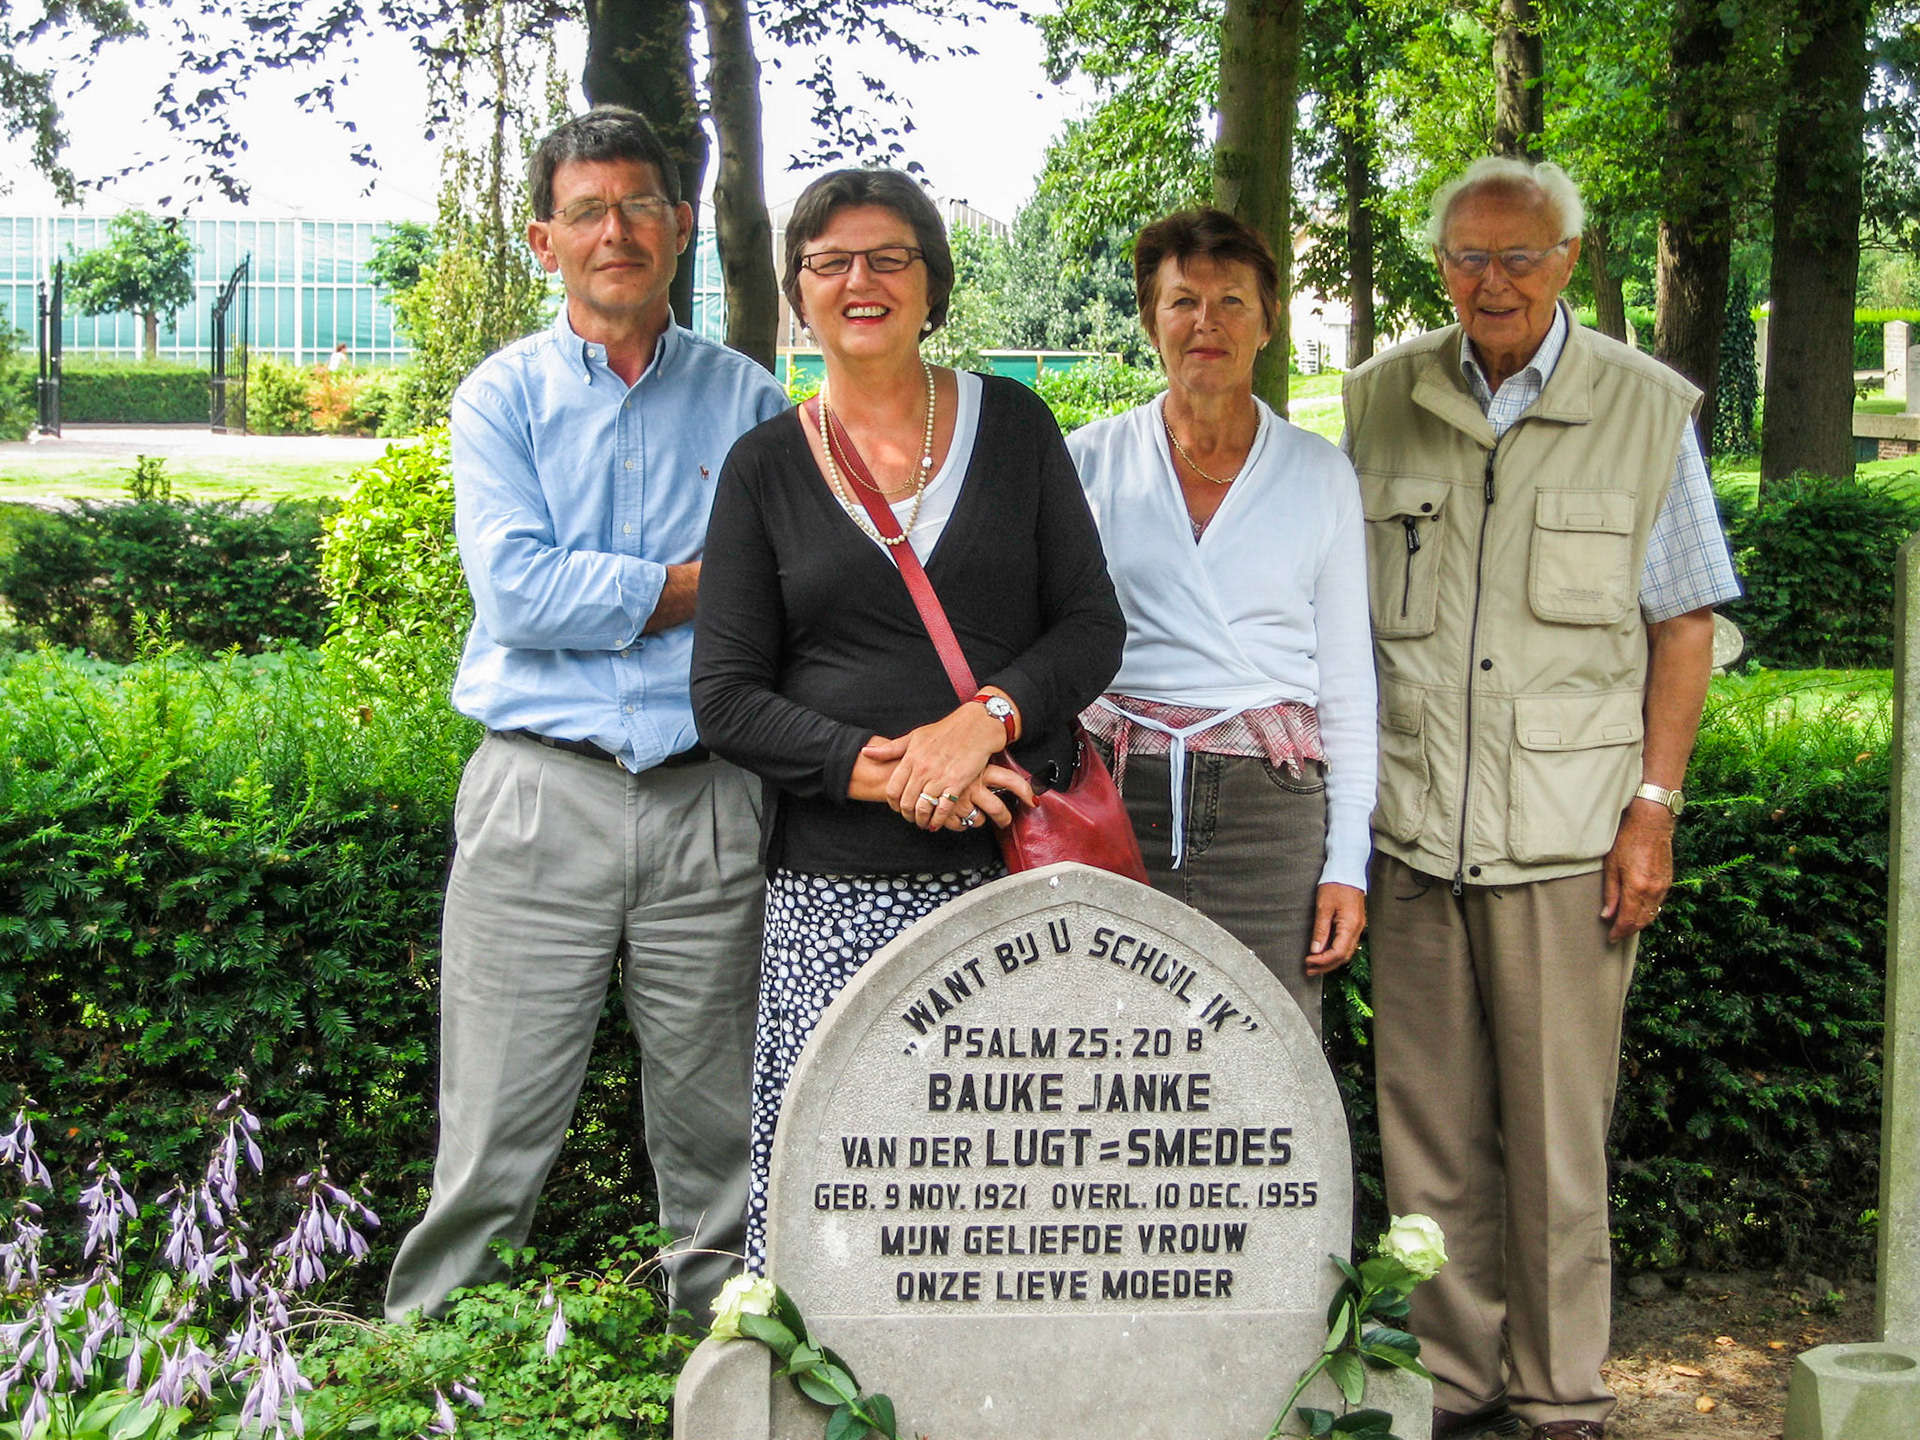 „WANT BIJ U SCHUIL IK”
PSALM 25:20 B
BAUKE JANKE
VAN DER LUGT=SMEDES
GEB. 9 NOV. 1921 OVERL. 10 DEC. 1955
MIJN GELIEFDE VROUW
ONZE LIEVE MOEDER